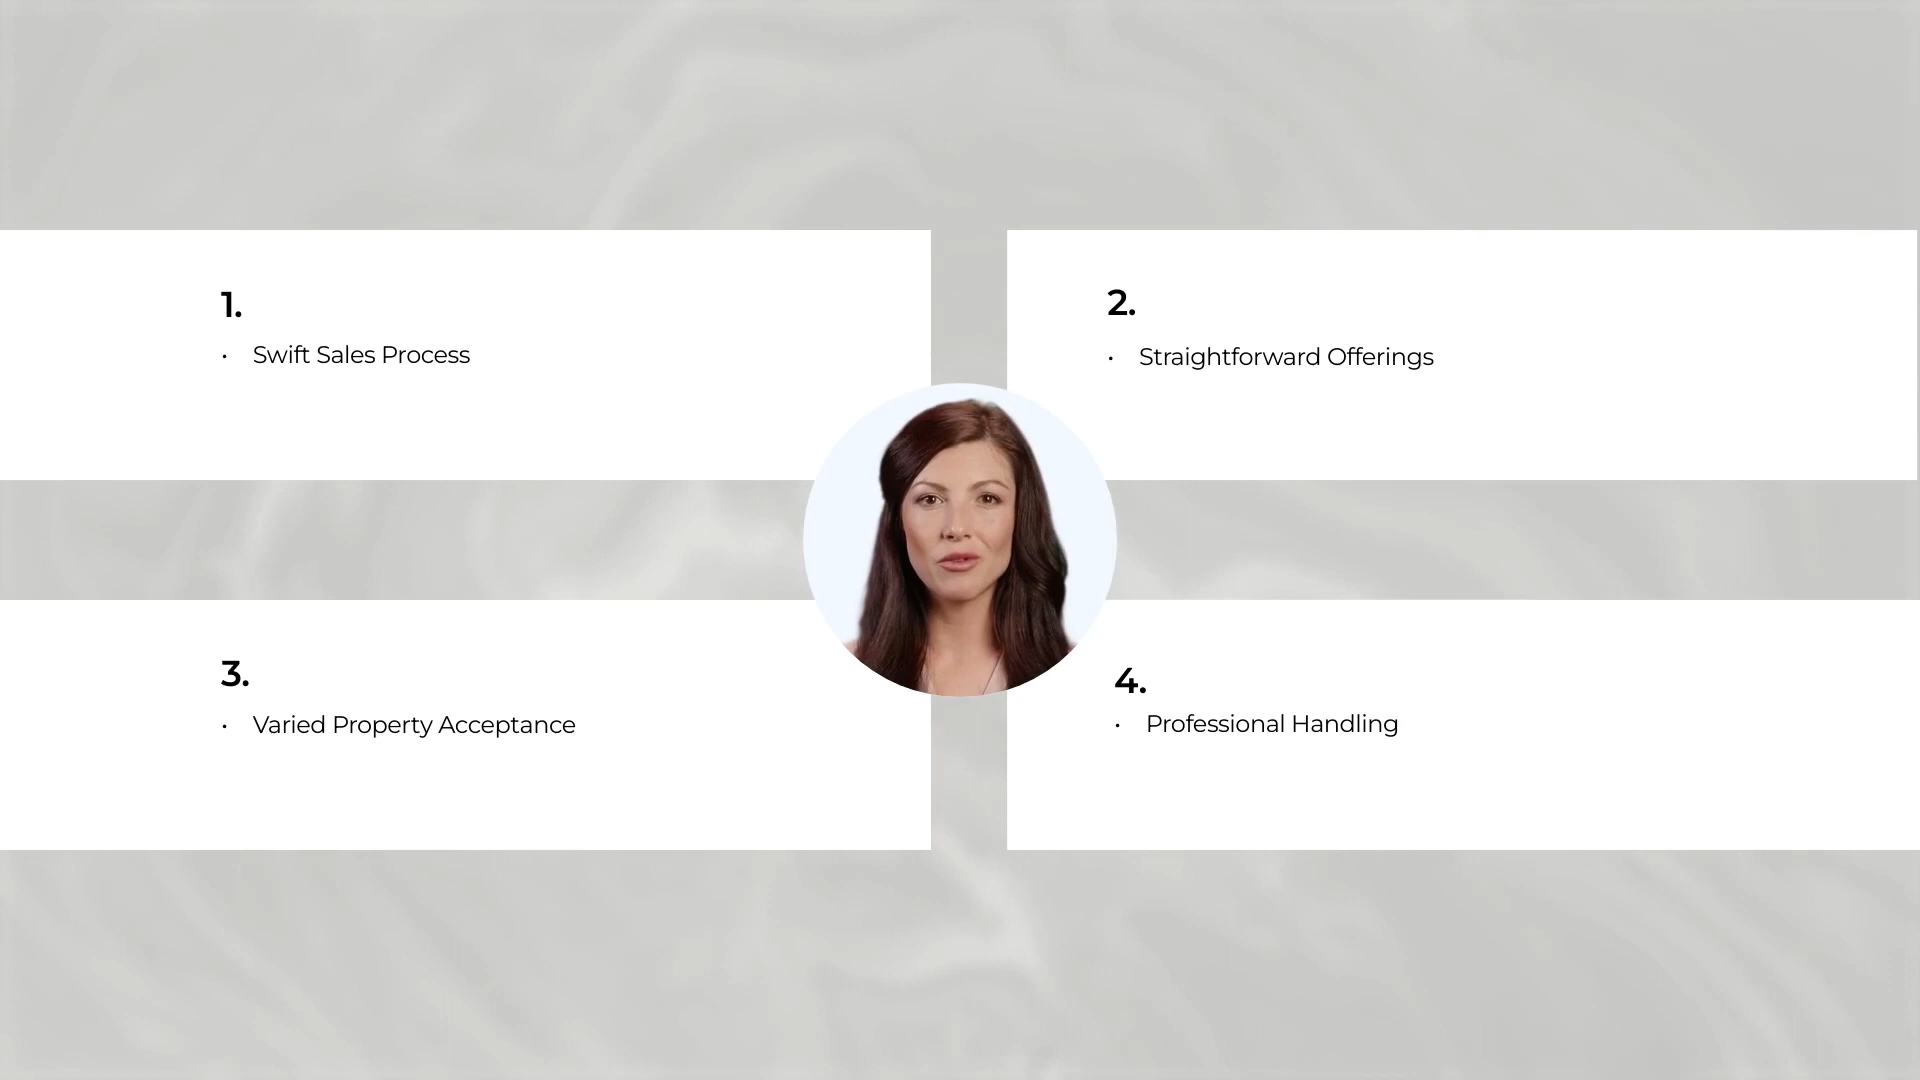 1.
• Swift Sales Process
2.
• Straightforward Offerings
3.
• Varied Property Acceptance
4.
• Professional Handling